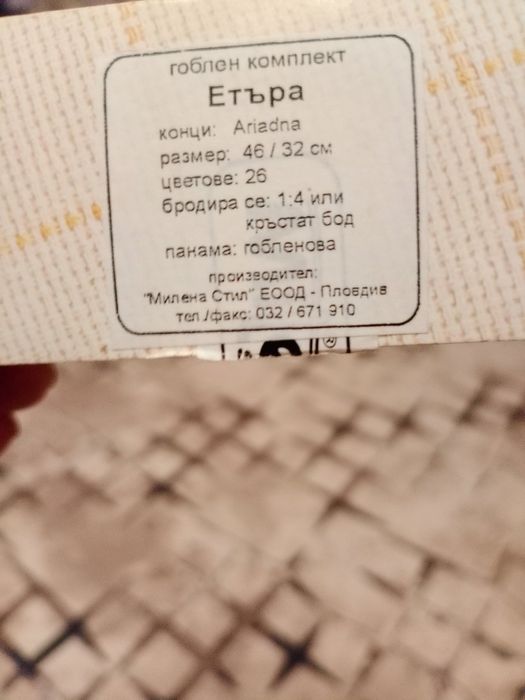 гоблен комплект
Етъра
конци: Ariadna
размер: 46 / 32 см
цветове: 26
бродира се: 1:4 или
кръстат бод
панама: гобленова
производител:
"Милена Стил" ЕООД - Пловдив
тел./факс: 032 / 671 910